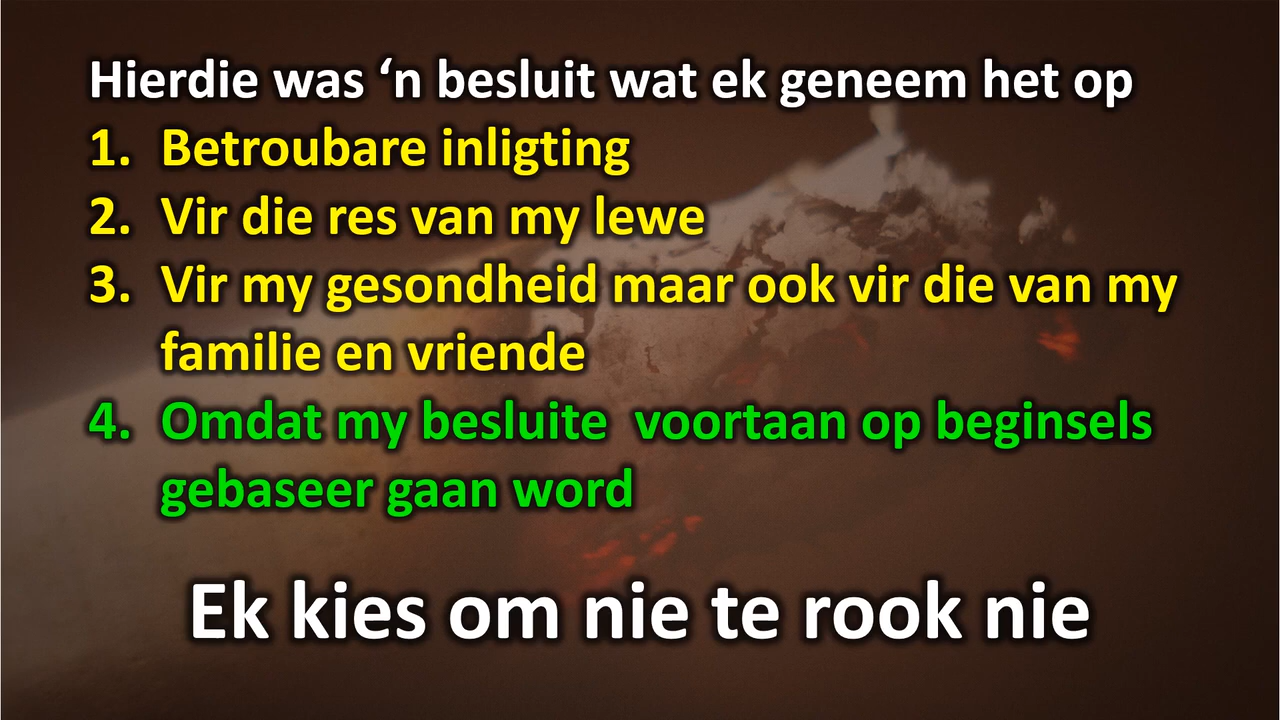 Hierdie was ‘n besluit wat ek geneem het op
1. Betroubare inligting
2. Vir die res van my lewe
3. Vir my gesondheid maar ook vir die van my
familie en vriende
4. Omdat my besluite  voortaan op beginsels
gebaseer gaan word
Ek kies om nie te rook nie